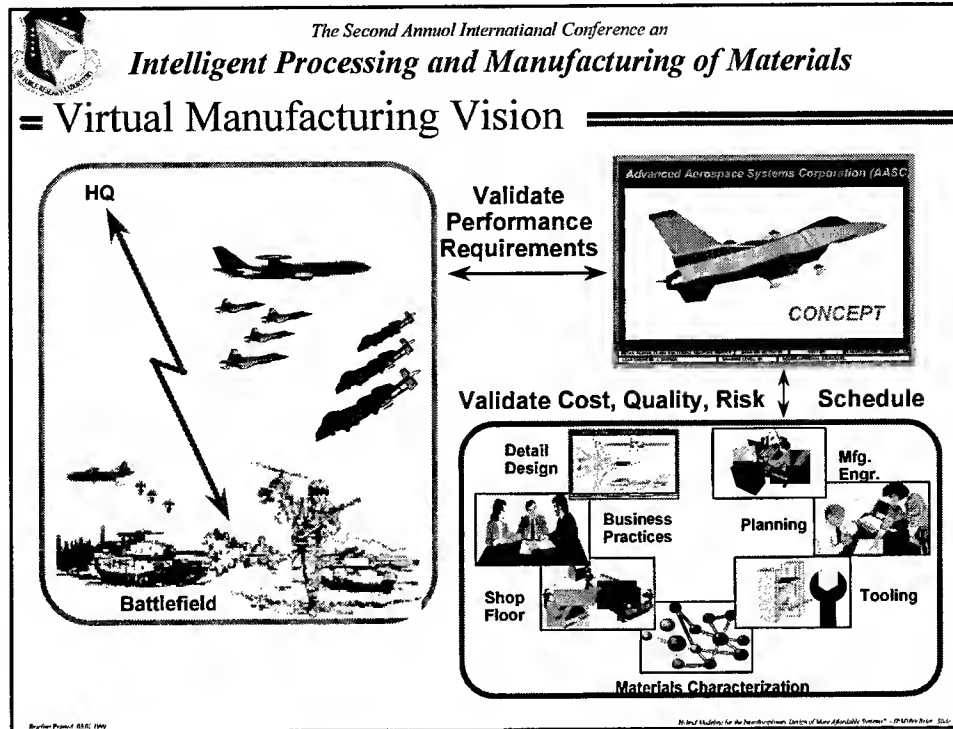 The Second Annuol International Conference an
Intelligent Processing and Manufacturing of Materials
= Virtual Manufacturing Vision
HQ
Battlefield
Validate
Performance
Requirements
Advanced Aerospace Systems Corporation (AASC)
CONCEPT
Validate Cost, Quality, Risk
Schedule
Detail
Design
Mfg.
Engr.
Business
Practices
Planning
Shop
Floor
Tooling
Materials Characterization